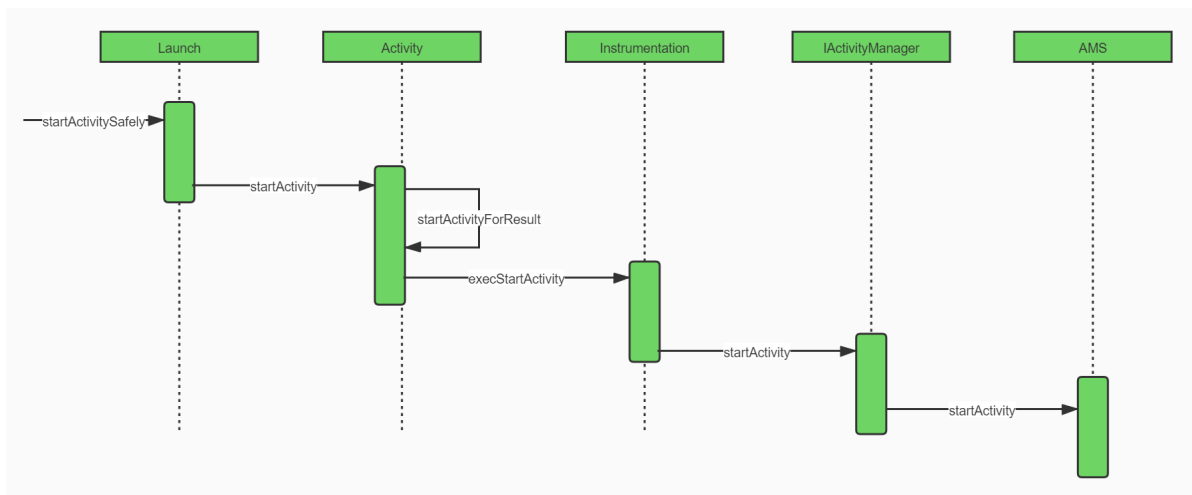 Launch
Activity
Instrumentation
IActivityManager
AMS
startActivitySafely
startActivity
startActivityForResult
execStartActivity
startActivity
startActivity